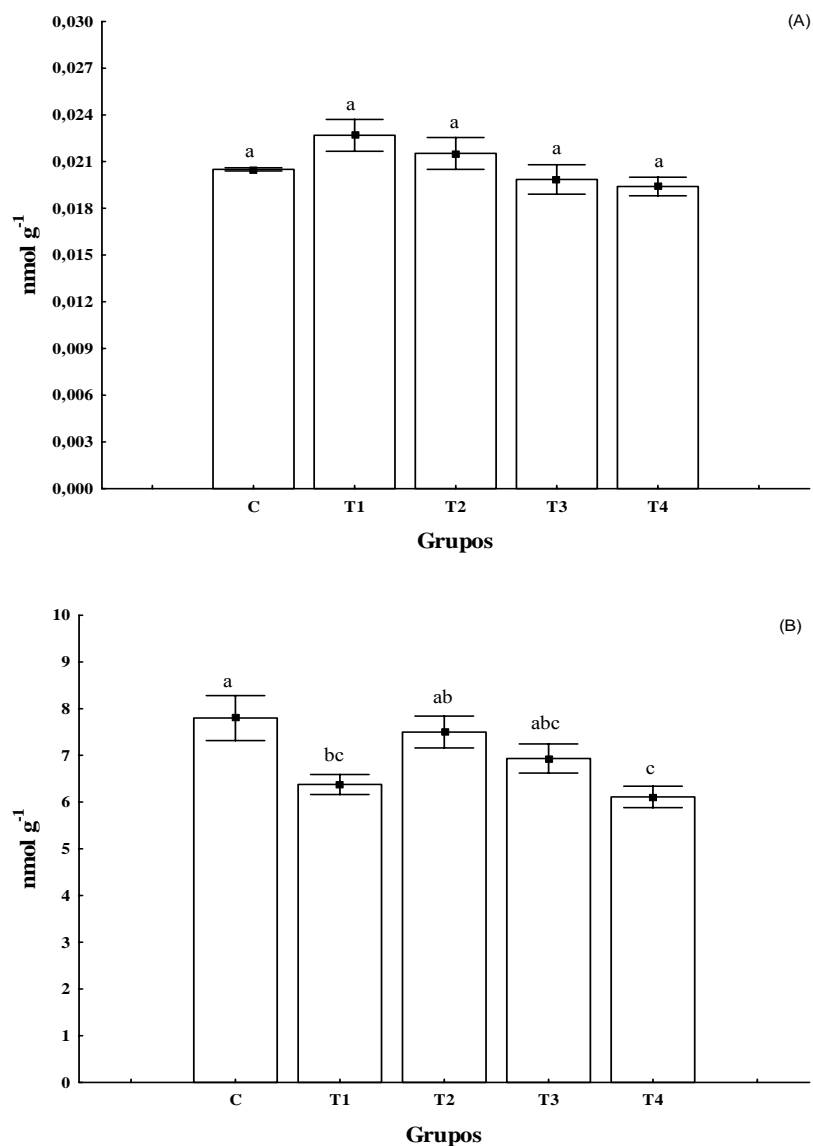 (A)
0,030
0,027
0,024
0,021
0,018
0,015
0,012
0,009
0,006
0,003
0,000
nmol g-1
a
a
a
a
a
C T1 T2 T3 T4
Grupos
(B)
10
9
8
7
6
5
4
3
2
1
0
nmol g-1
a
bc
ab
abc
c
C T1 T2 T3 T4
Grupos